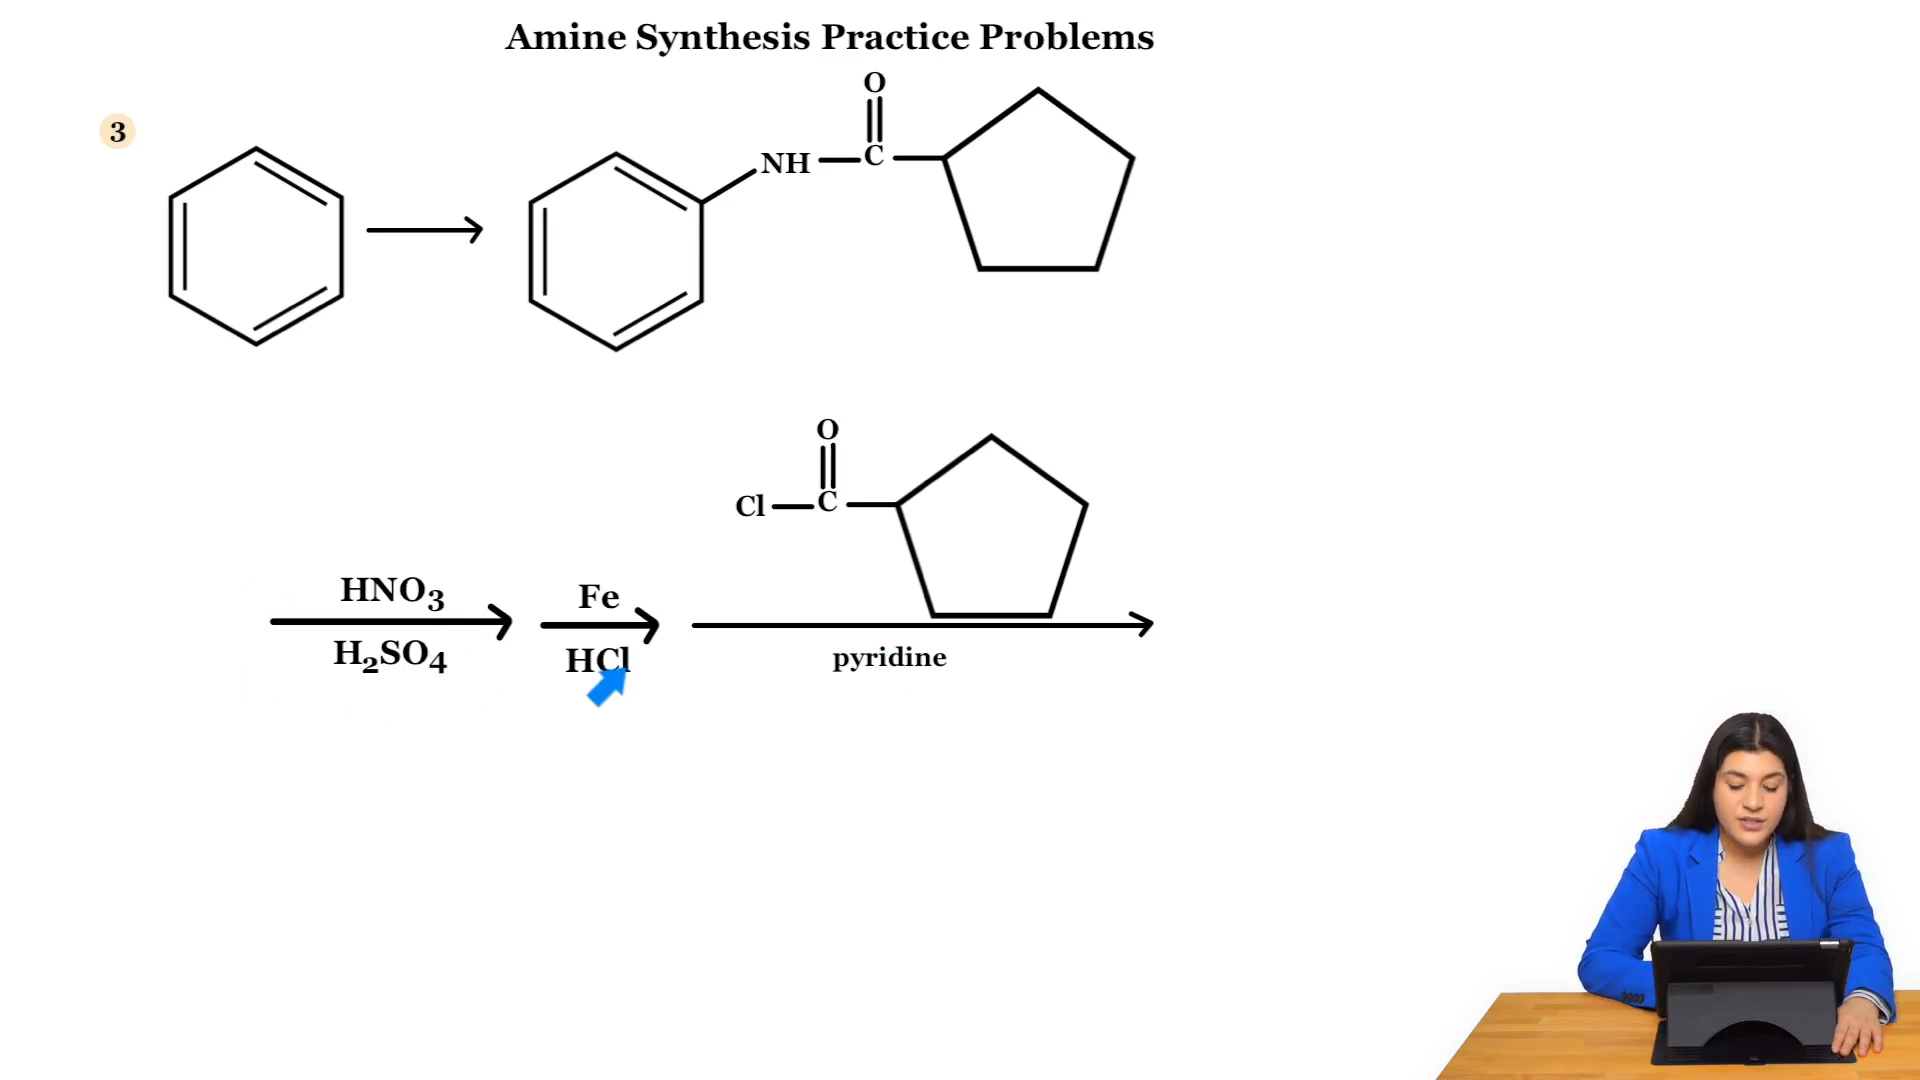 Amine Synthesis Practice Problems
3
O
NH C
O
Cl C
HNO₃
H₂SO₄
Fe
HCl
pyridine